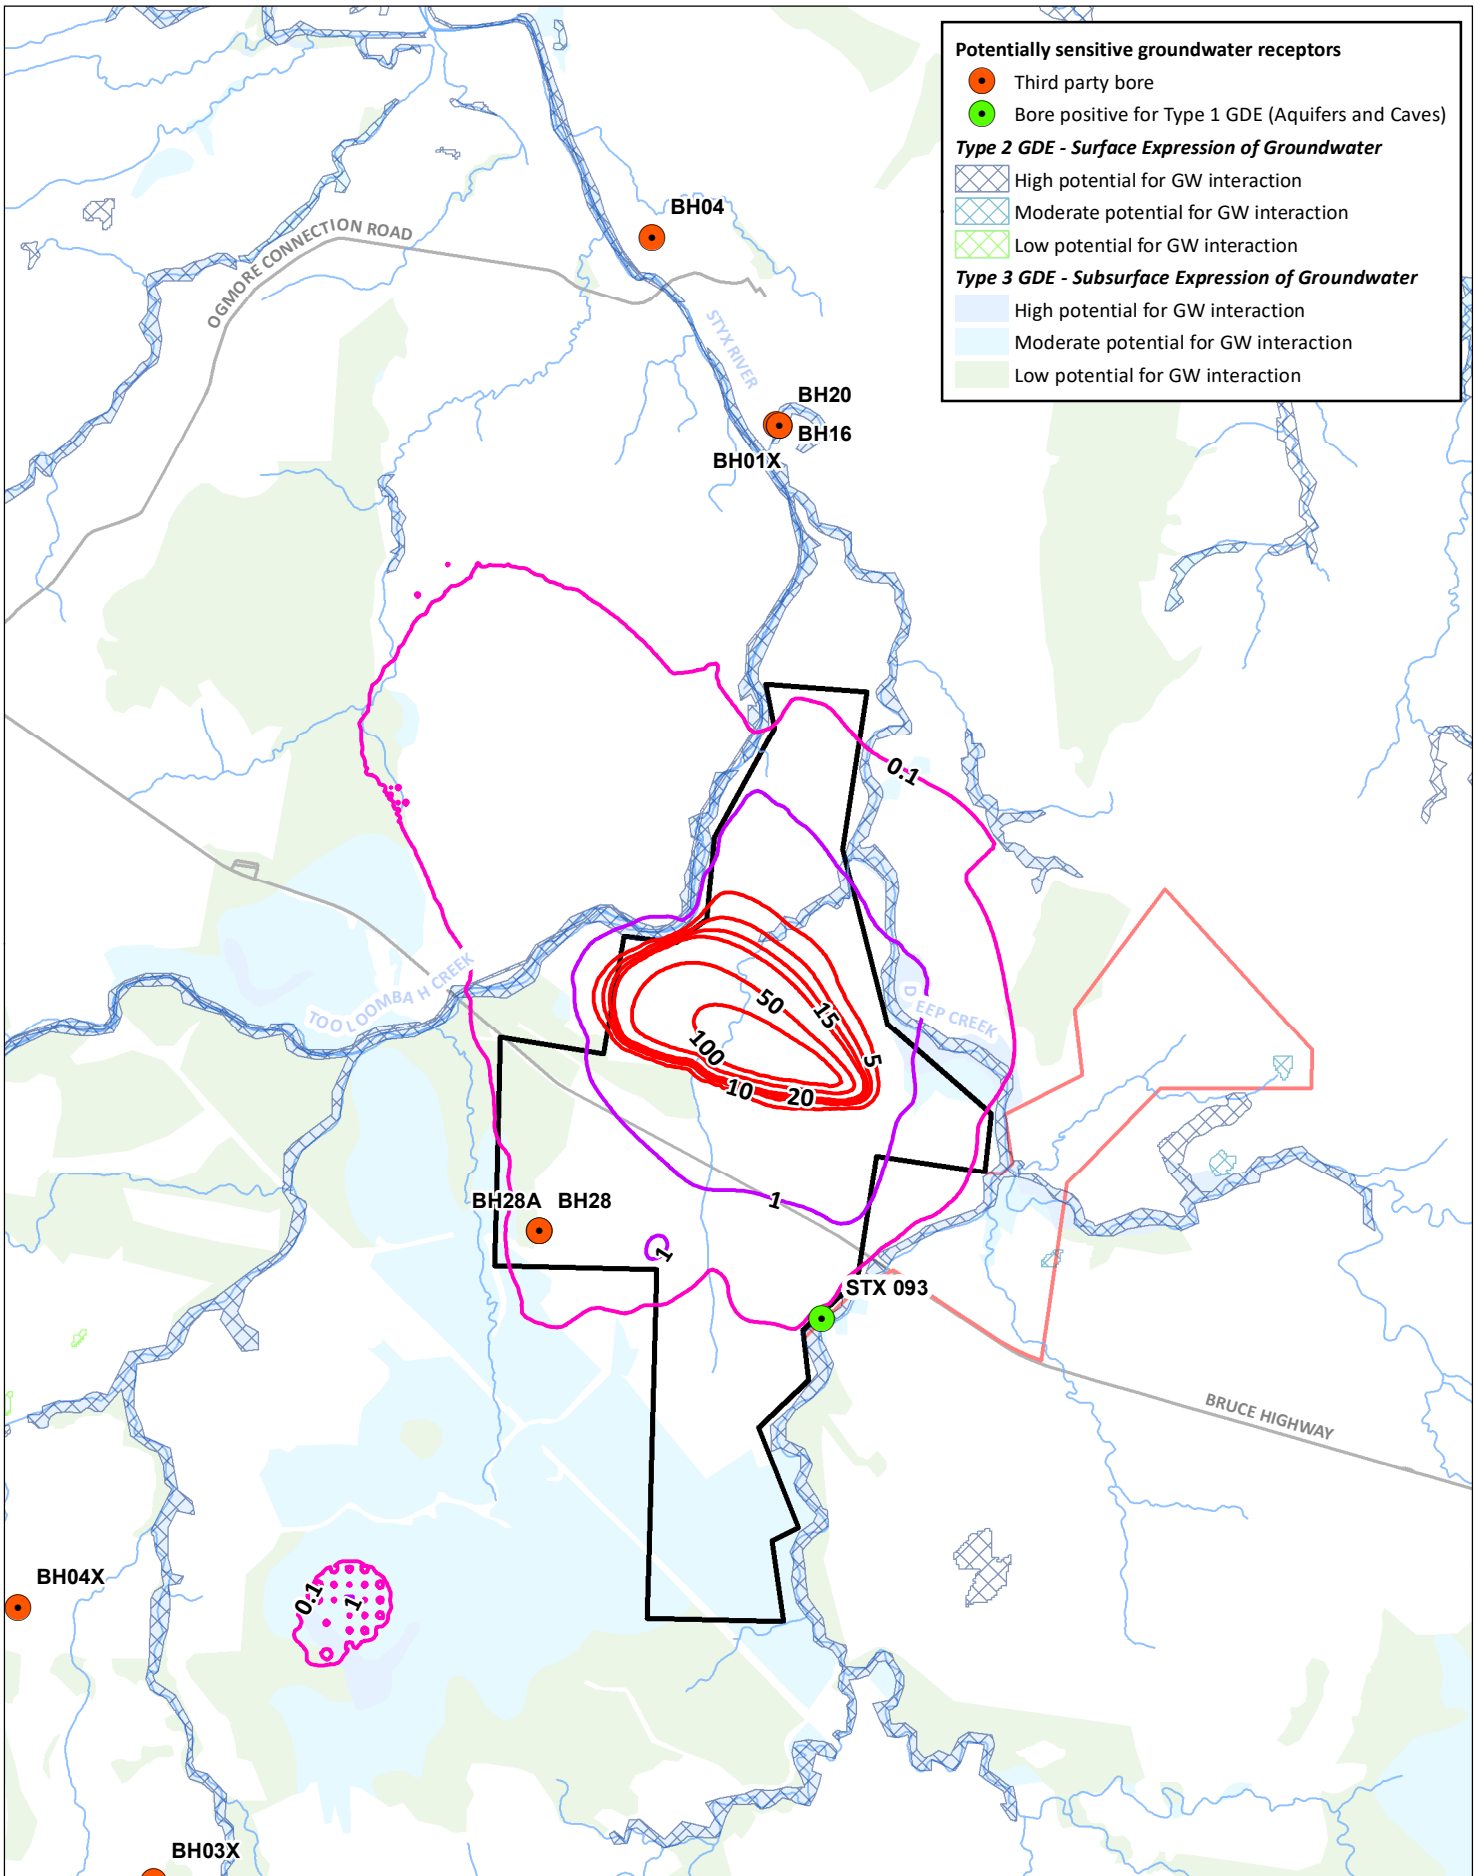 Potentially sensitive groundwater receptors
Third party bore
Bore positive for Type 1 GDE (Aquifers and Caves)
Type 2 GDE - Surface Expression of Groundwater
High potential for GW interaction
Moderate potential for GW interaction
Low potential for GW interaction
Type 3 GDE - Subsurface Expression of Groundwater
High potential for GW interaction
Moderate potential for GW interaction
Low potential for GW interaction
BH04
OGMORE CONNECTION ROAD
STYX RIVER
BH20
BH16
BH01X
0.1
TOOLOOMBAH CREEK
DEEP CREEK
50
15
100
5
10
20
1
BH28A BH28
1
STX 093
BRUCE HIGHWAY
BH04X
0.1
1
BH03X